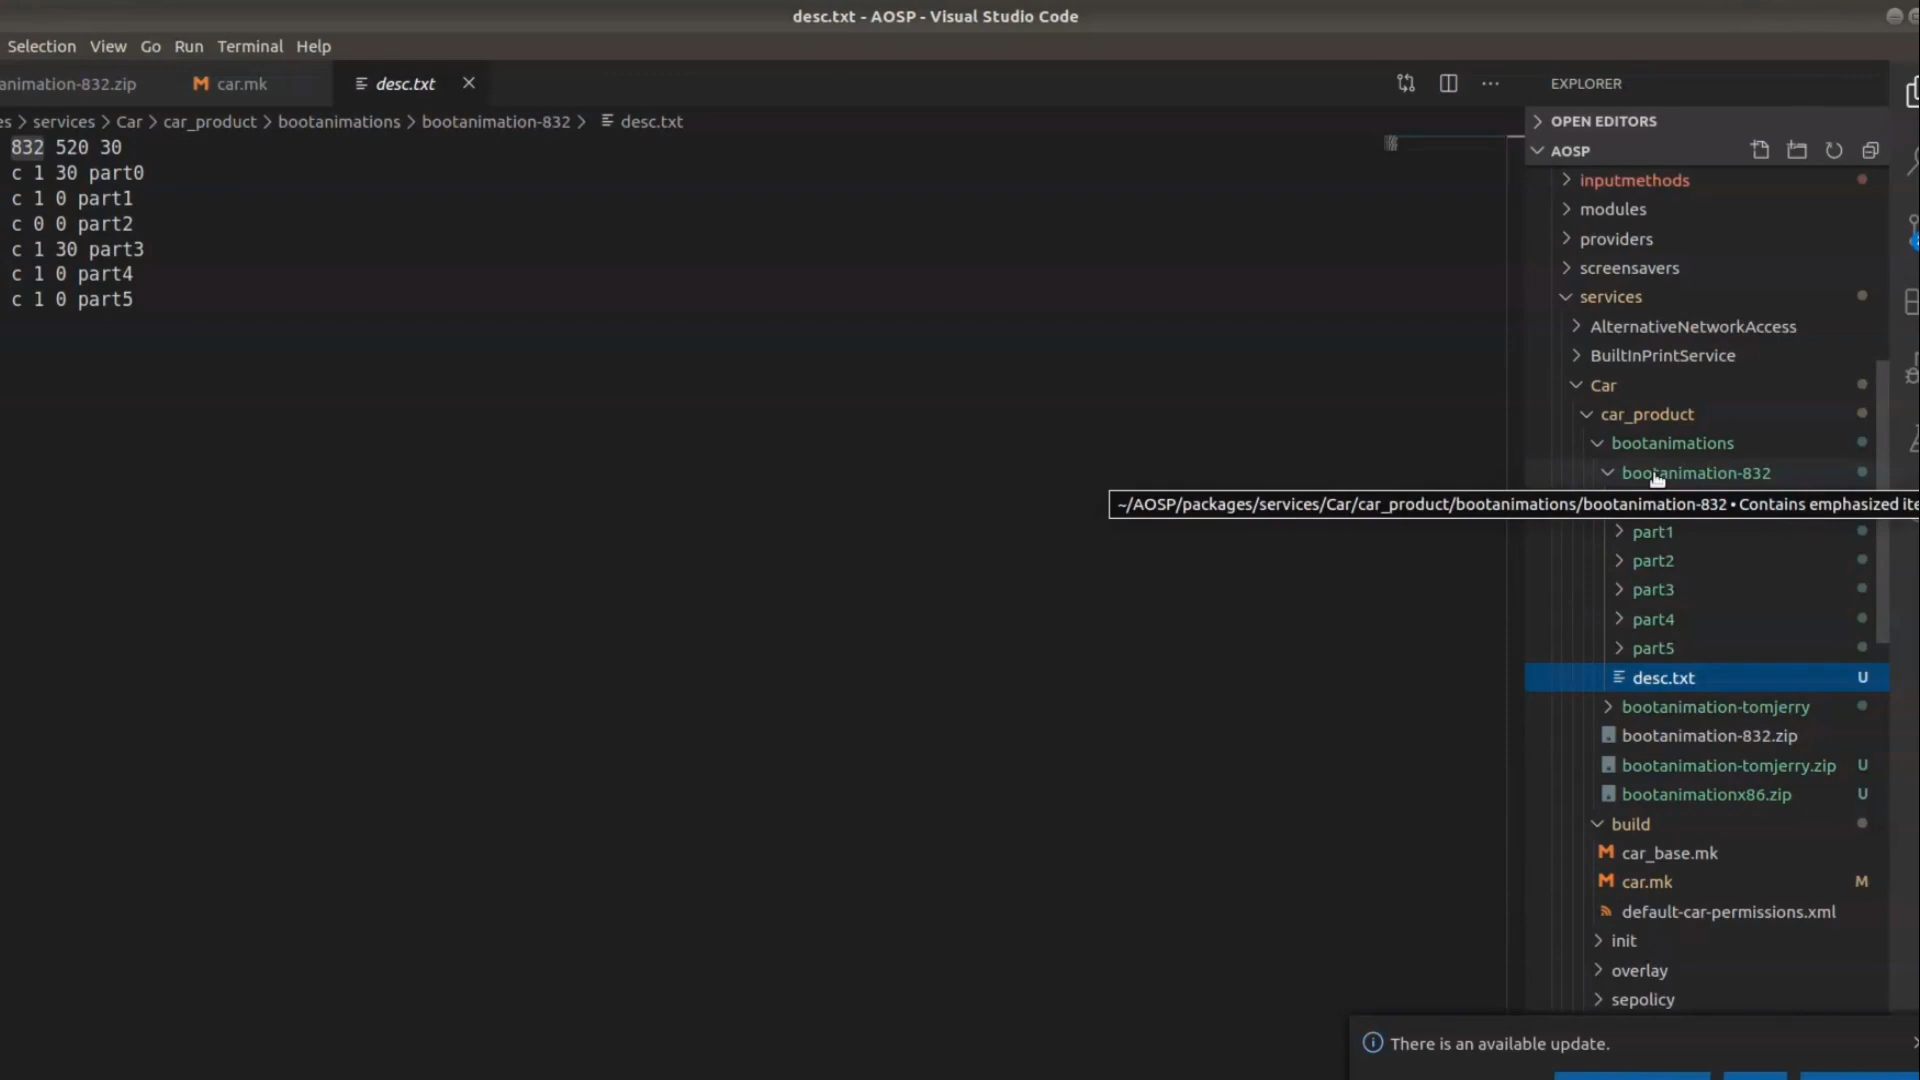 desc.txt - AOSP - Visual Studio Code
Selection View Go Run Terminal Help
animation-832.zip car.mk desc.txt
es > services > Car > car_product > bootanimations > bootanimation-832 > desc.txt
832 520 30
c 1 30 part0
c 1 0 part1
c 0 0 part2
c 1 30 part3
c 1 0 part4
c 1 0 part5
EXPLORER
OPEN EDITORS
AOSP
inputmethods
modules
providers
screensavers
services
AlternativeNetworkAccess
BuiltInPrintService
Car
car_product
bootanimations
bootanimation-832
~/AOSP/packages/services/Car/car_product/bootanimations/bootanimation-832 • Contains emphasized ite
part1
part2
part3
part4
part5
desc.txt U
bootanimation-tomjerry
bootanimation-832.zip
bootanimation-tomjerry.zip U
bootanimationx86.zip U
build
car_base.mk
car.mk M
default-car-permissions.xml
init
overlay
sepolicy
There is an available update.